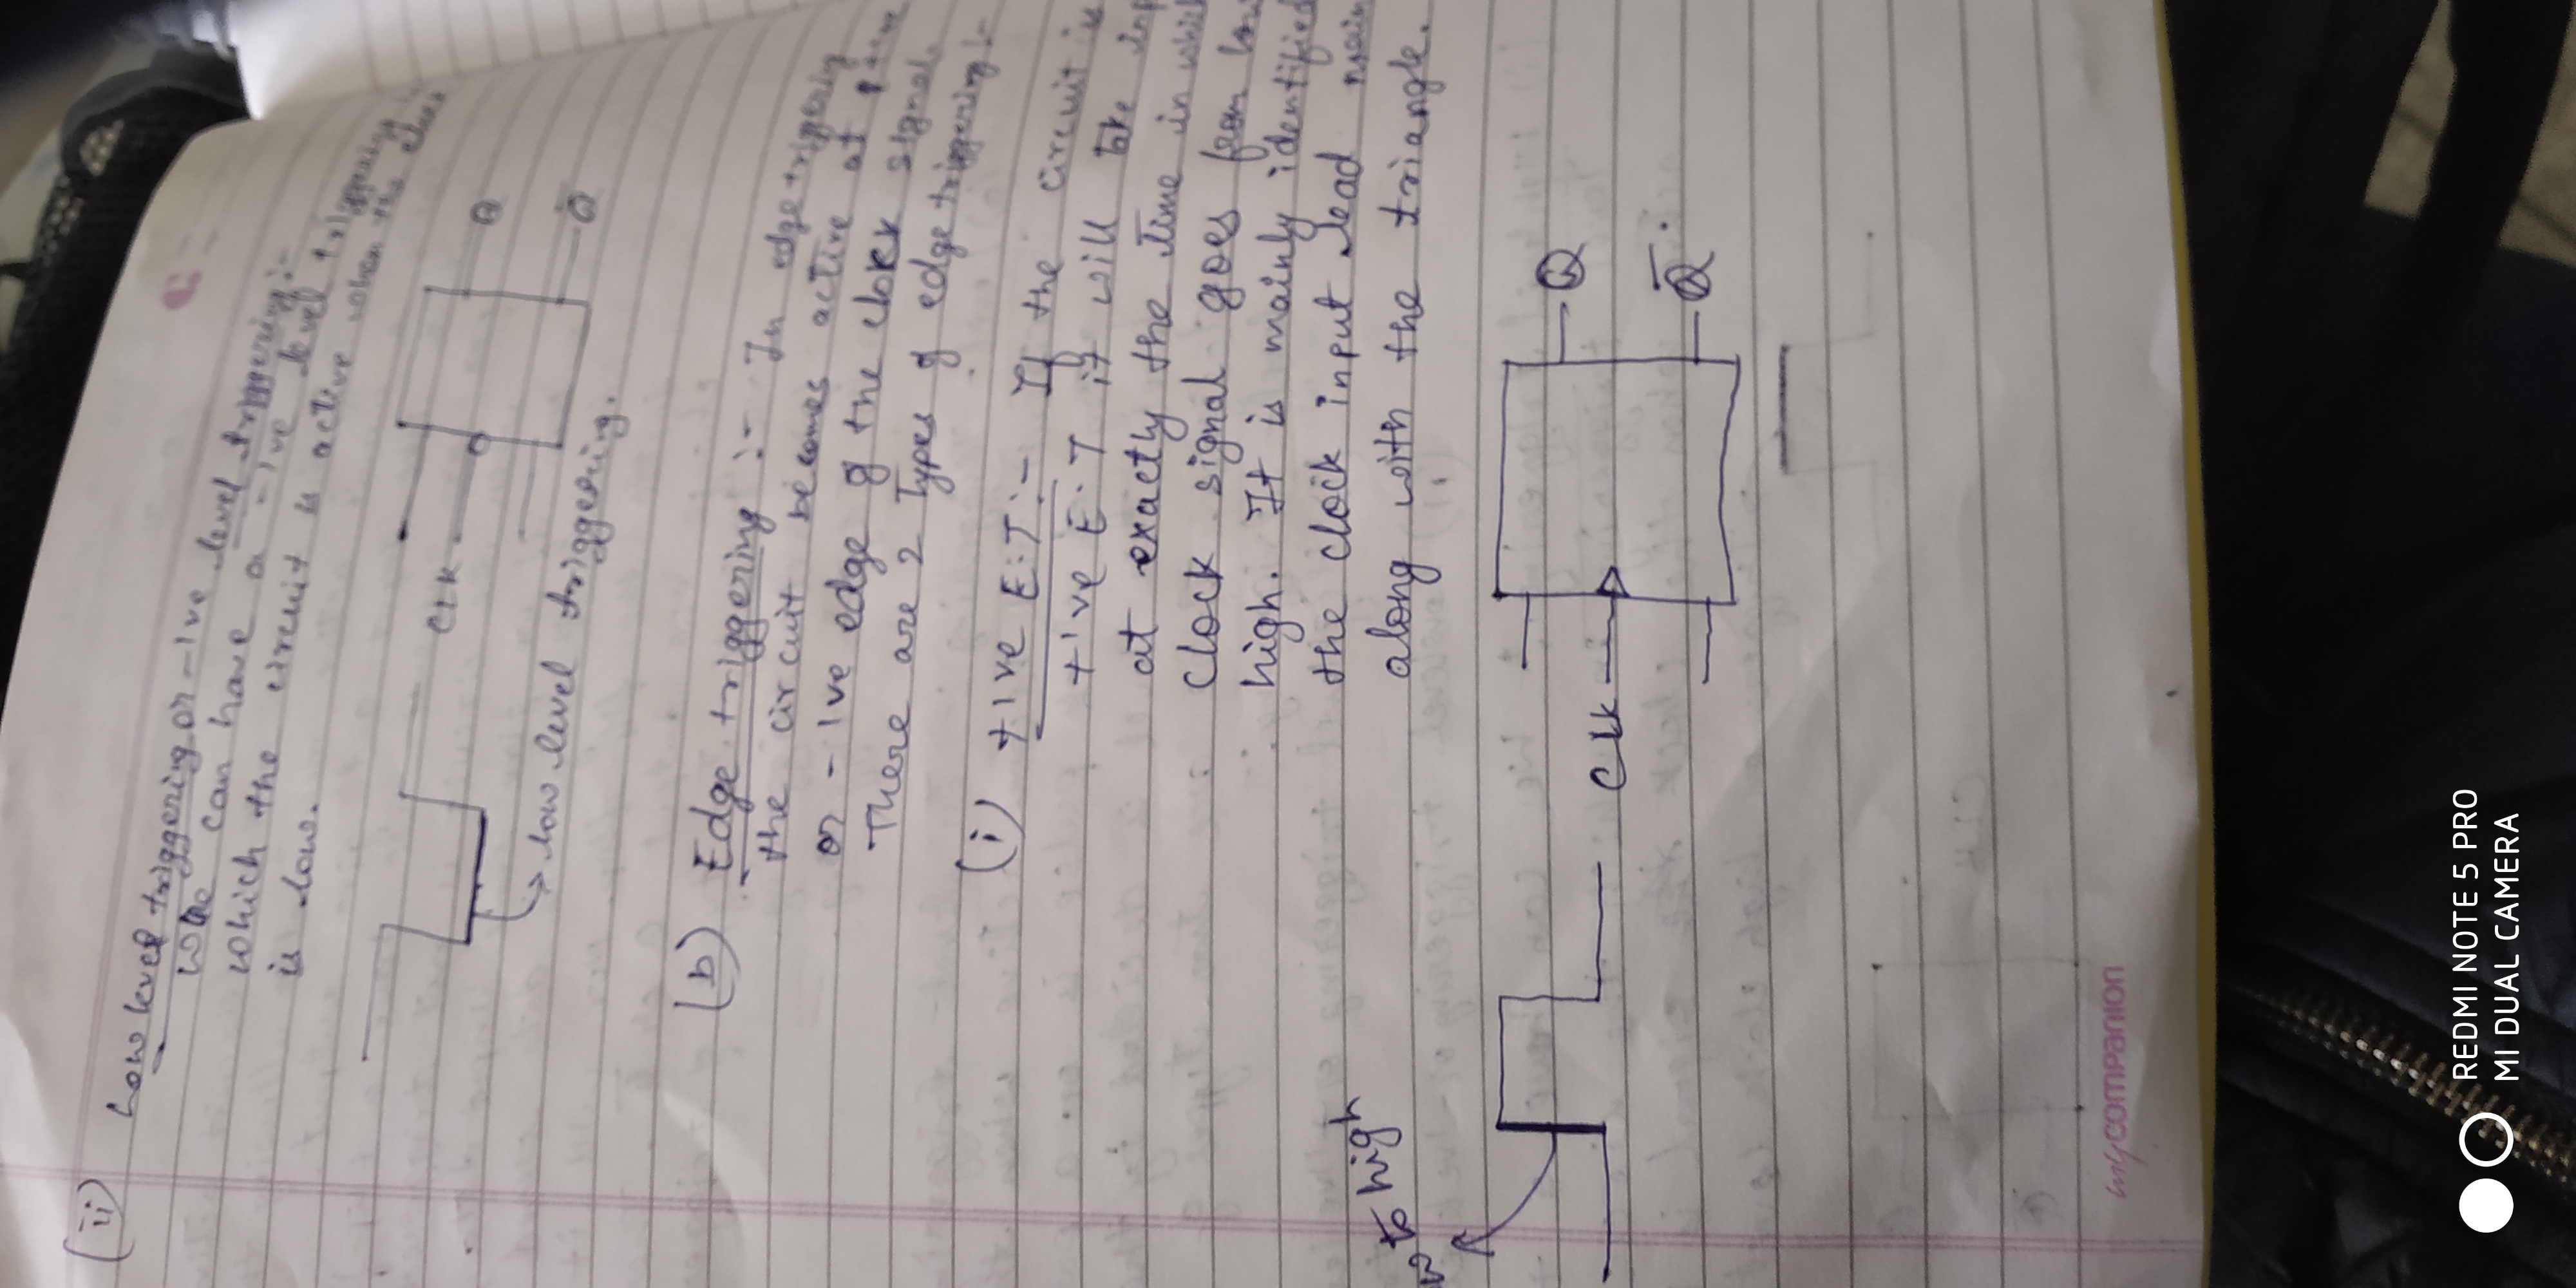 (ii) Low level triggering or -ive level triggering :-
we can have a -ive level triggering in
which the circuit is active when the clock
is low.
CLK
Q
Q̅
low level triggering.
(b) Edge triggering :- In edge triggering
the circuit becomes active at +ive
or -ive edge of the clock signal.
There are 2 Types of edge triggering :-
(i) +ive E.T :- If the circuit is
+ive E.T it will Take inp
at exactly the time in which
clock signal goes from low
high. It is mainly identified
the clock input lead
along with the triangle.
w to high
Clk
Q
Q̅
mycompanion
REDMI NOTE 5 PRO
MI DUAL CAMERA